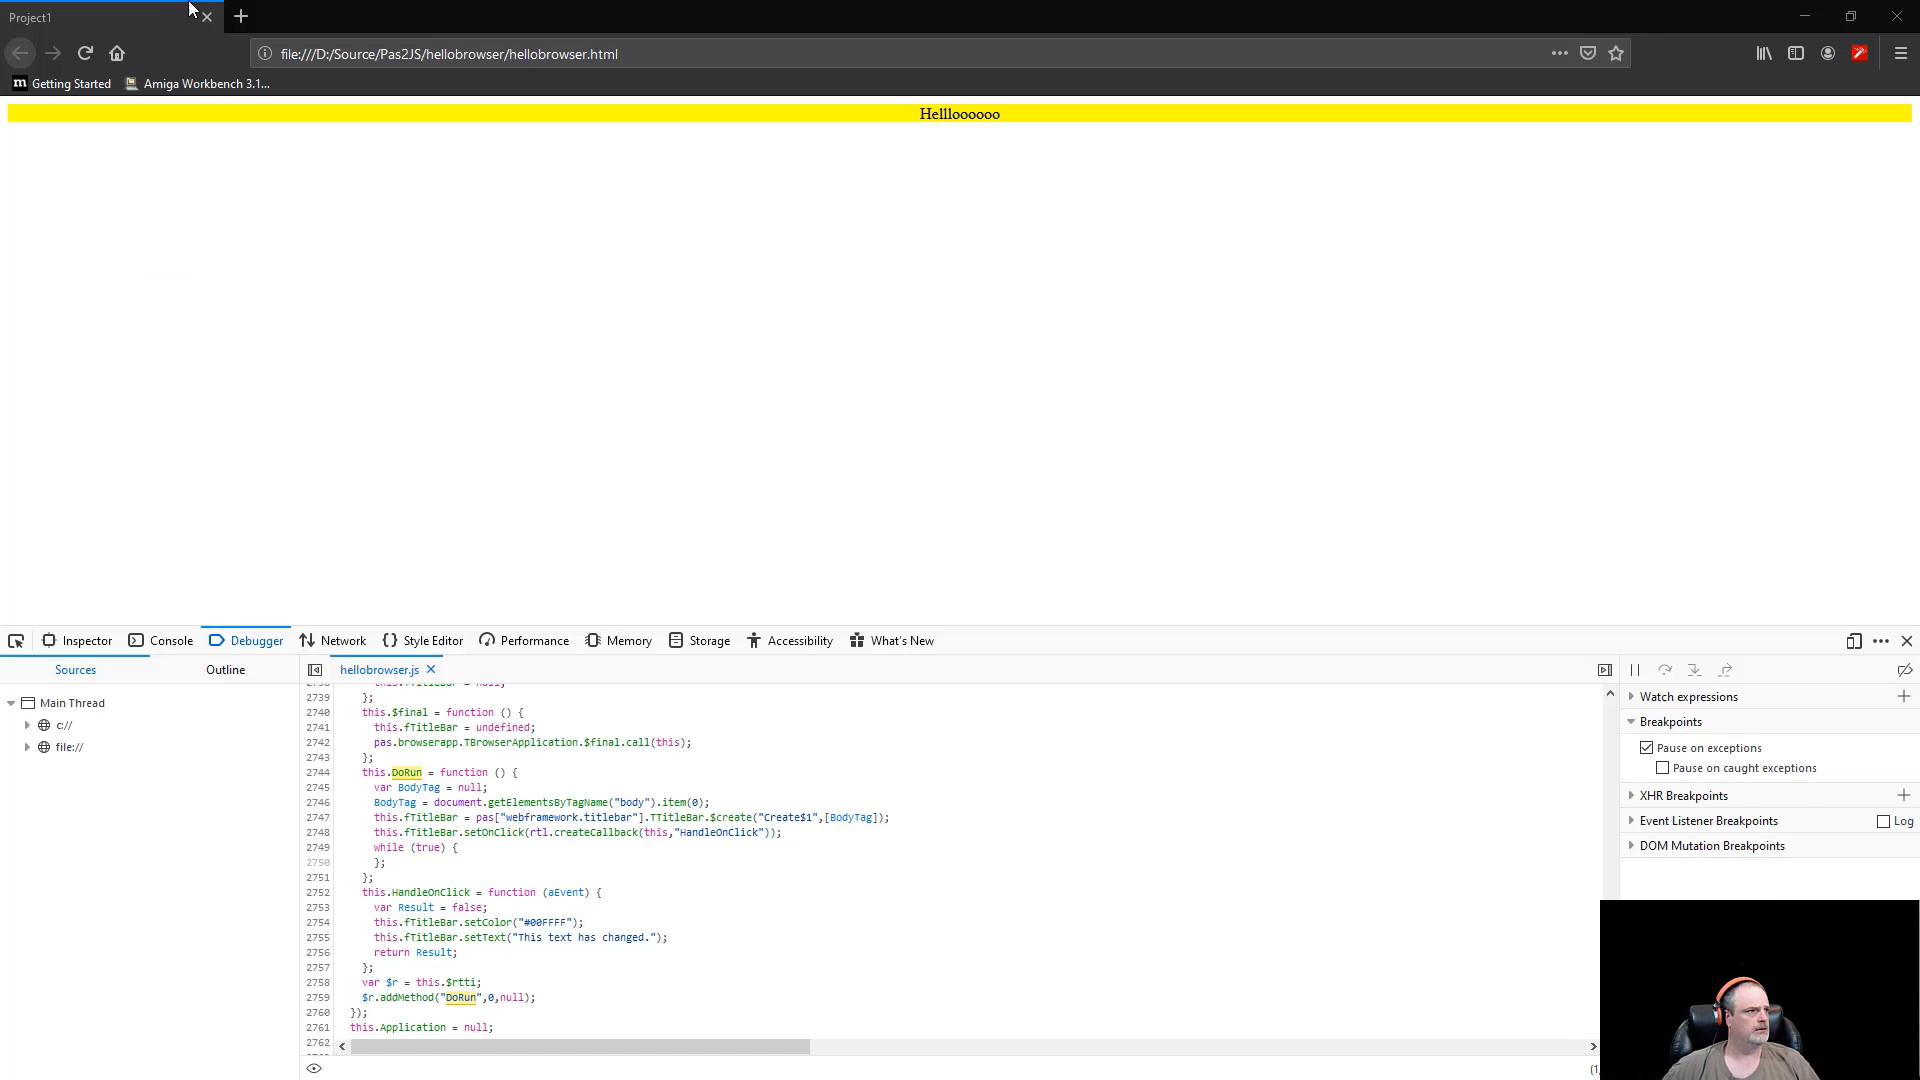 Project1
file:///D:/Source/Pas2JS/hellobrowser/hellobrowser.html
m Getting Started
Amiga Workbench 3.1...
Hellloooooo
Inspector
Console
Debugger
Network
Style Editor
Performance
Memory
Storage
Accessibility
What's New
Sources
Outline
hellobrowser.js
Main Thread
c://
file://
2739 };
2740 this.$final = function () {
2741 this.fTitleBar = undefined;
2742 pas.browserapp.TBrowserApplication.$final.call(this);
2743 };
2744 this.DoRun = function () {
2745 var BodyTag = null;
2746 BodyTag = document.getElementsByTagName("body").item(0);
2747 this.fTitleBar = pas["webframework.titlebar"].TTitleBar.$create("Create$1",[BodyTag]);
2748 this.fTitleBar.setOnClick(rtl.createCallback(this,"HandleOnClick"));
2749 while (true) {
2750 };
2751 };
2752 this.HandleOnClick = function (aEvent) {
2753 var Result = false;
2754 this.fTitleBar.setColor("#00FFFF");
2755 this.fTitleBar.setText("This text has changed.");
2756 return Result;
2757 };
2758 var $r = this.$rtti;
2759 $r.addMethod("DoRun",0,null);
2760 });
2761 this.Application = null;
2762
Watch expressions
Breakpoints
Pause on exceptions
Pause on caught exceptions
XHR Breakpoints
Event Listener Breakpoints
Log
DOM Mutation Breakpoints